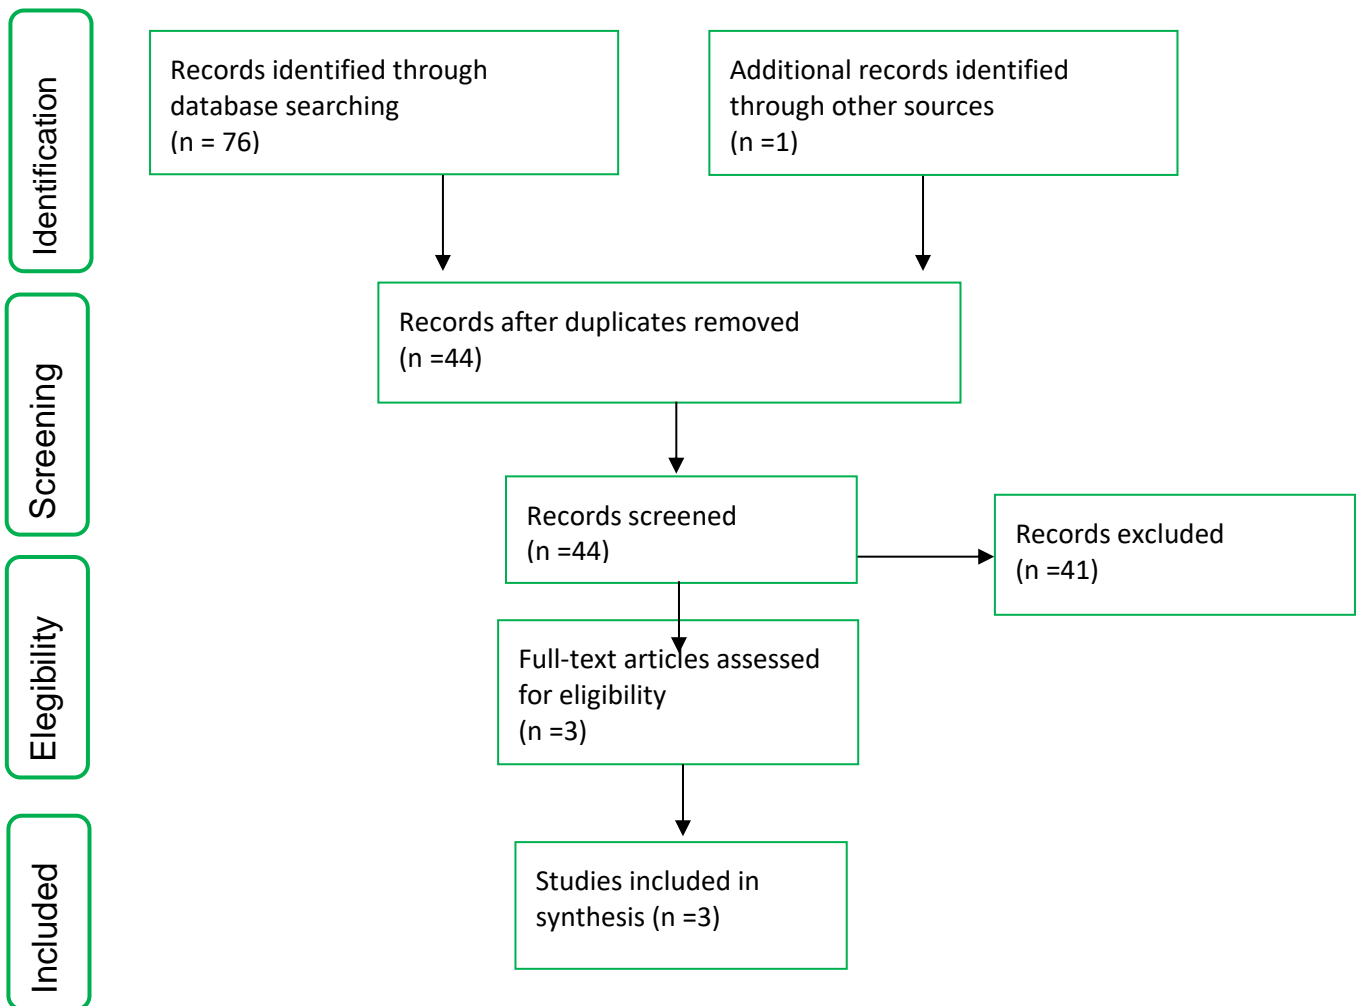 Identification
Records identified through
database searching
(n = 76)
Additional records identified
through other sources
(n =1)
Screening
Records after duplicates removed
(n =44)
Records screened
(n =44)
Records excluded
(n =41)
Elegibility
Full-text articles assessed
for eligibility
(n =3)
Included
Studies included in
synthesis (n =3)